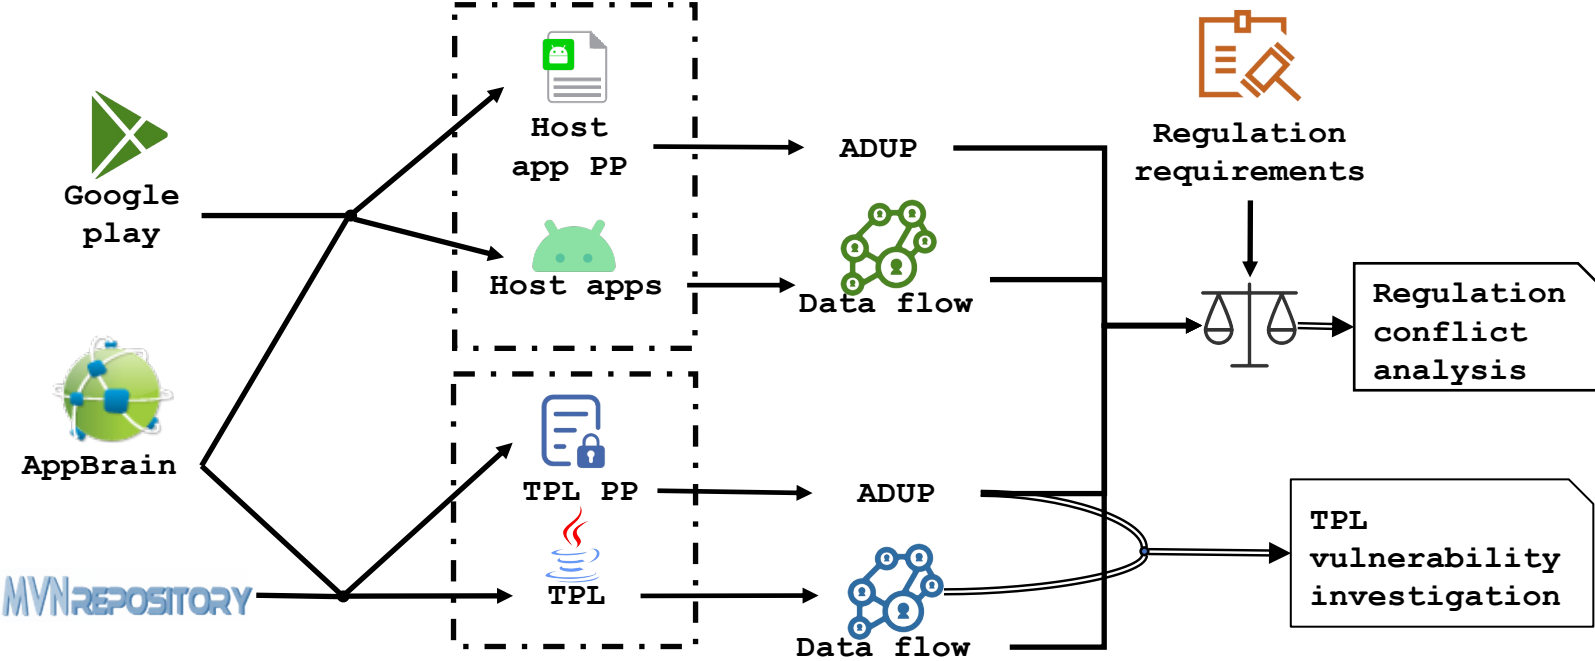 Google
play
AppBrain
MVNREPOSITORY
Host
app PP
Host apps
TPL PP
TPL
ADUP
Data flow
ADUP
Data flow
Regulation
requirements
Regulation
conflict
analysis
TPL
vulnerability
investigation